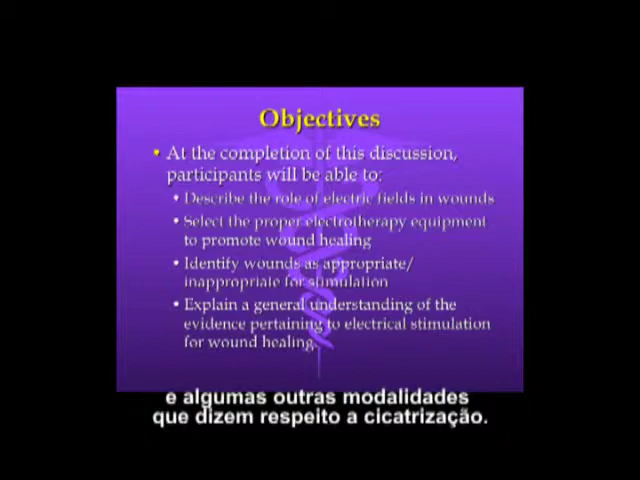 Objectives
• At the completion of this discussion,
participants will be able to:
• Describe the role of electric fields in wounds
• Select the proper electrotherapy equipment
to promote wound healing
• Identify wounds as appropriate/
inappropriate for stimulation
• Explain a general understanding of the
evidence pertaining to electrical stimulation
for wound healing.
e algumas outras modalidades
que dizem respeito a cicatrização.